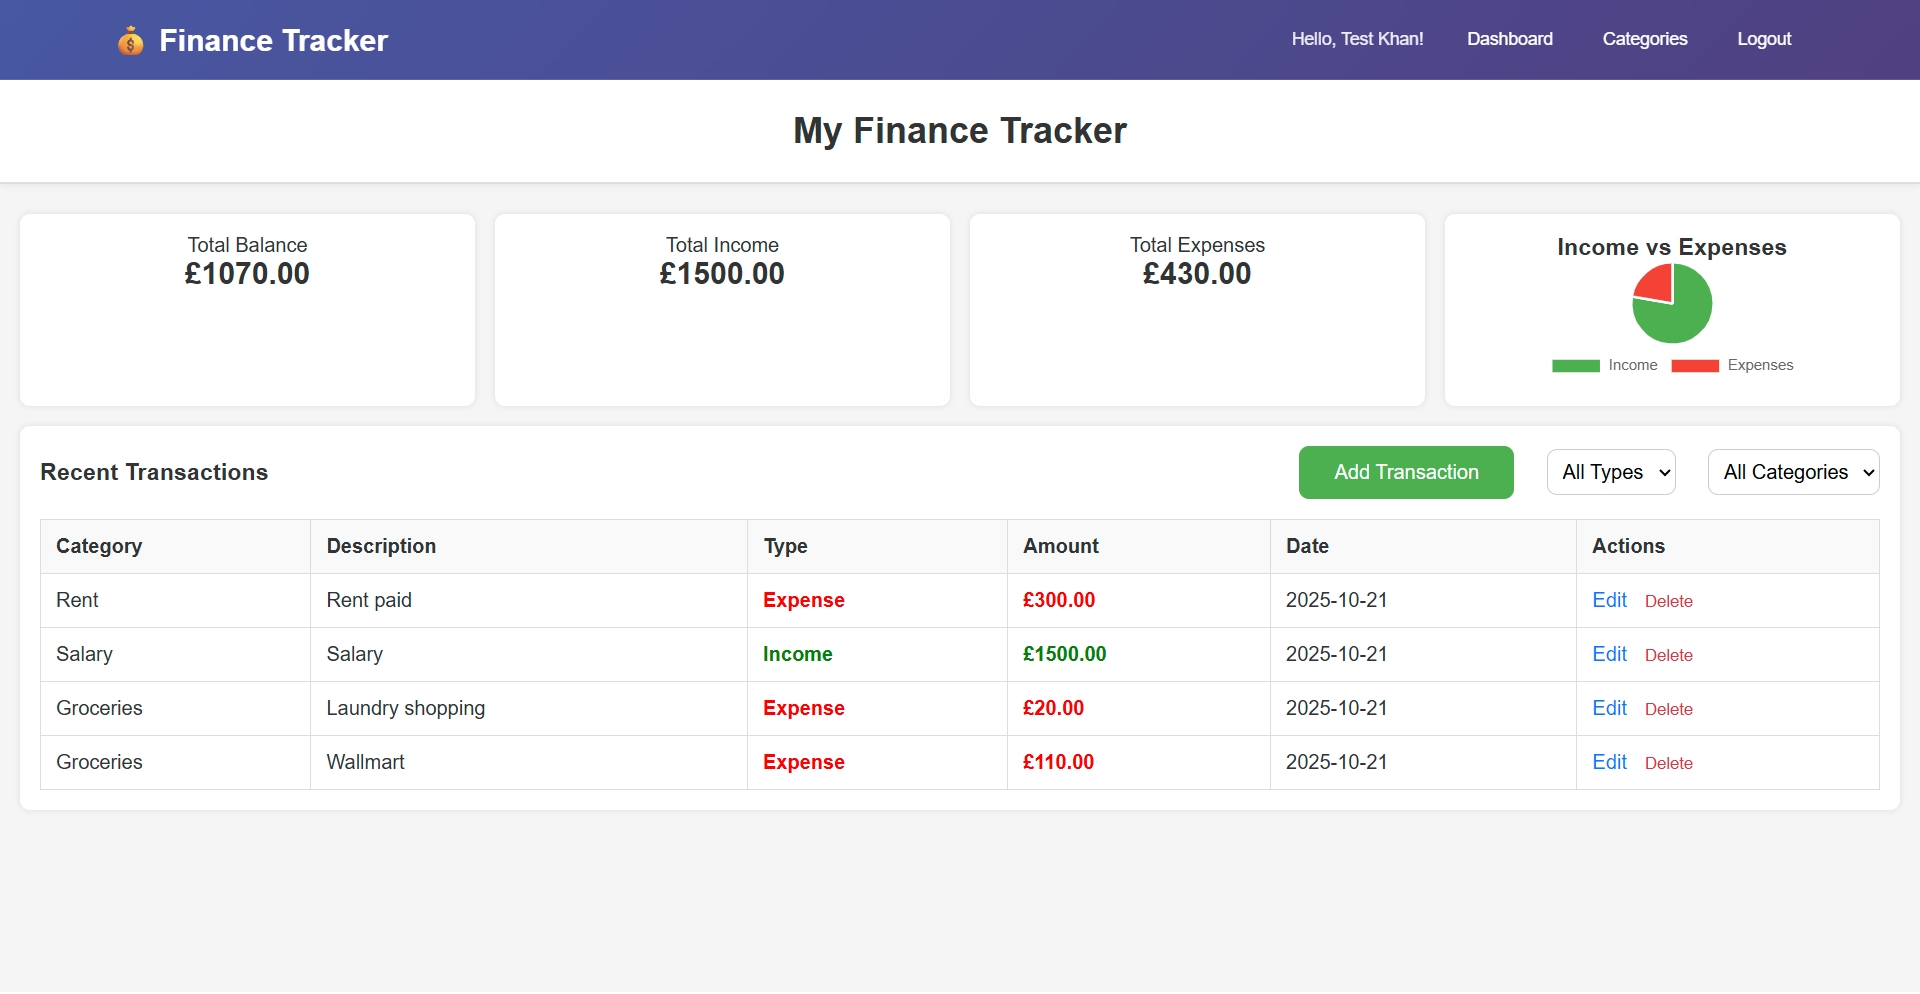 Finance Tracker
Hello, Test Khan! Dashboard Categories Logout
My Finance Tracker
Total Balance
£1070.00
Total Income
£1500.00
Total Expenses
£430.00
Income vs Expenses
Income Expenses
Recent Transactions
Add Transaction All Types All Categories
Category Description Type Amount Date Actions
Rent Rent paid Expense £300.00 2025-10-21 Edit Delete
Salary Salary Income £1500.00 2025-10-21 Edit Delete
Groceries Laundry shopping Expense £20.00 2025-10-21 Edit Delete
Groceries Wallmart Expense £110.00 2025-10-21 Edit Delete